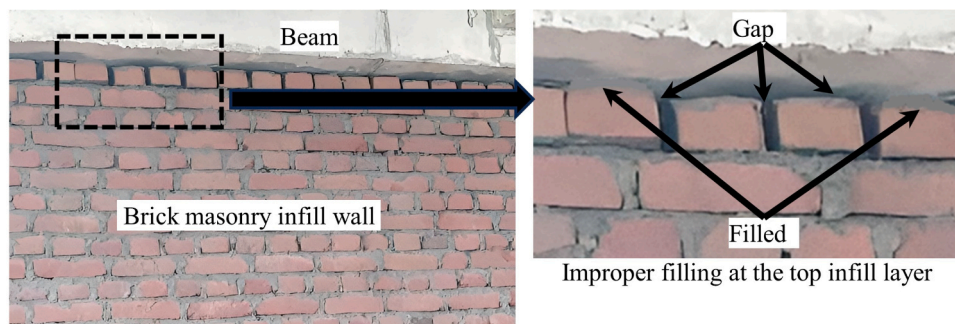 Beam
Brick masonry infill wall
Gap
Filled
Improper filling at the top infill layer